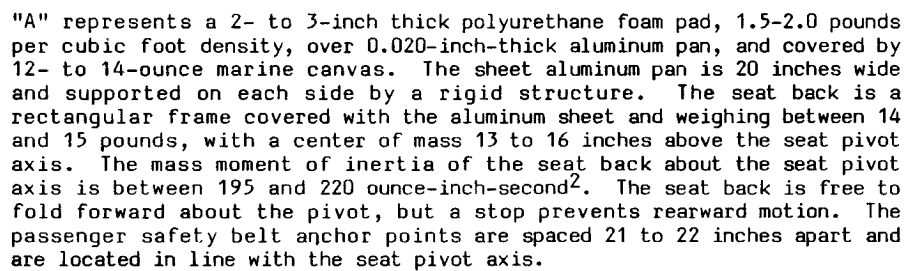 "A" represents a 2- to 3-inch thick polyurethane foam pad, 1.5-2.0 pounds
per cubic foot density, over 0.020-inch-thick aluminum pan, and covered by
12- to 14-ounce marine canvas. The sheet aluminum pan is 20 inches wide
and supported on each side by a rigid structure. The seat back is a
rectangular frame covered with the aluminum sheet and weighing between 14
and 15 pounds, with a center of mass 13 to 16 inches above the seat pivot
axis. The mass moment of inertia of the seat back about the seat pivot
axis is between 195 and 220 ounce-inch-second². The seat back is free to
fold forward about the pivot, but a stop prevents rearward motion. The
passenger safety belt anchor points are spaced 21 to 22 inches apart and
are located in line with the seat pivot axis.